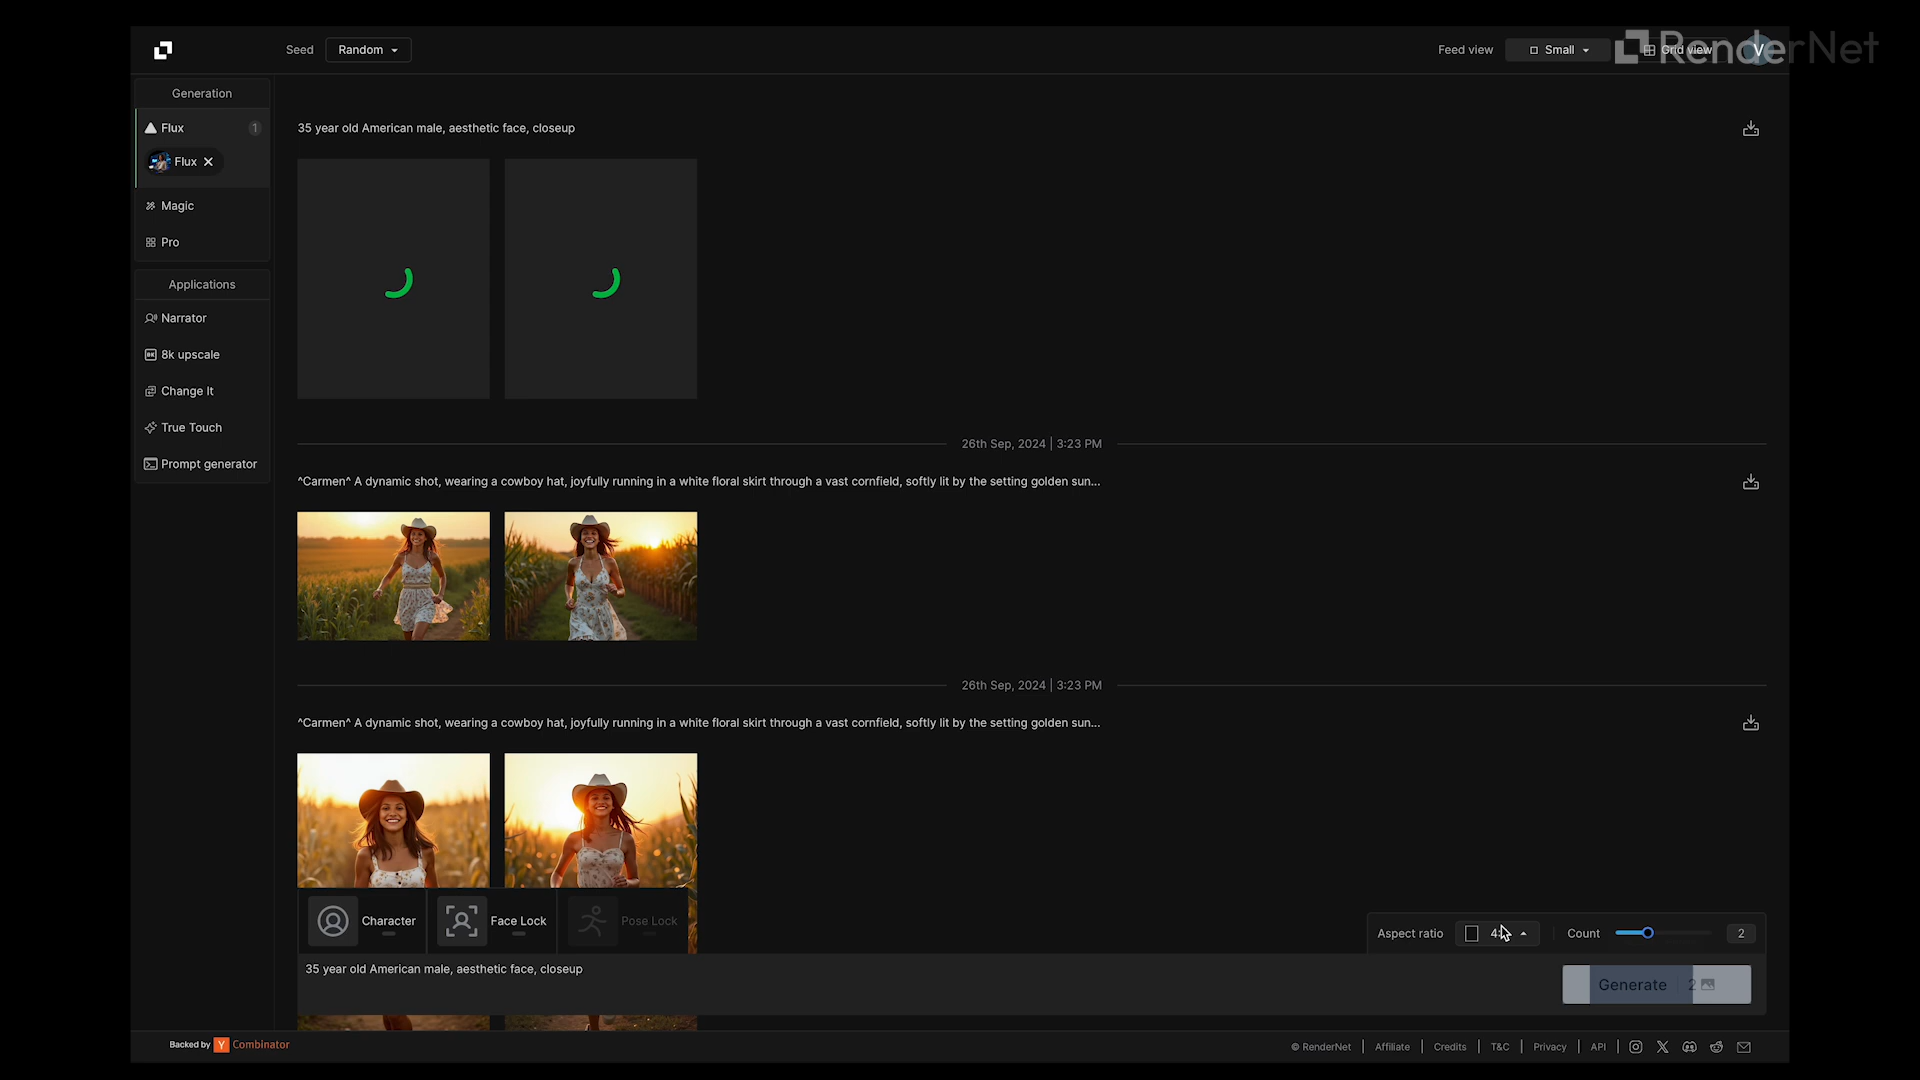 Seed Random Feed view Small Grid view V RenderNet
Generation
Flux 1
Flux
Magic
Pro
Applications
Narrator
8k upscale
Change It
True Touch
Prompt generator
35 year old American male, aesthetic face, closeup
26th Sep, 2024 | 3:23 PM
^Carmen^ A dynamic shot, wearing a cowboy hat, joyfully running in a white floral skirt through a vast cornfield, softly lit by the setting golden sun...
26th Sep, 2024 | 3:23 PM
^Carmen^ A dynamic shot, wearing a cowboy hat, joyfully running in a white floral skirt through a vast cornfield, softly lit by the setting golden sun...
Character Face Lock Pose Lock
Aspect ratio Count 2
35 year old American male, aesthetic face, closeup
Generate 2
Backed by Y Combinator
© RenderNet | Affiliate | Credits | T&C | Privacy | API |